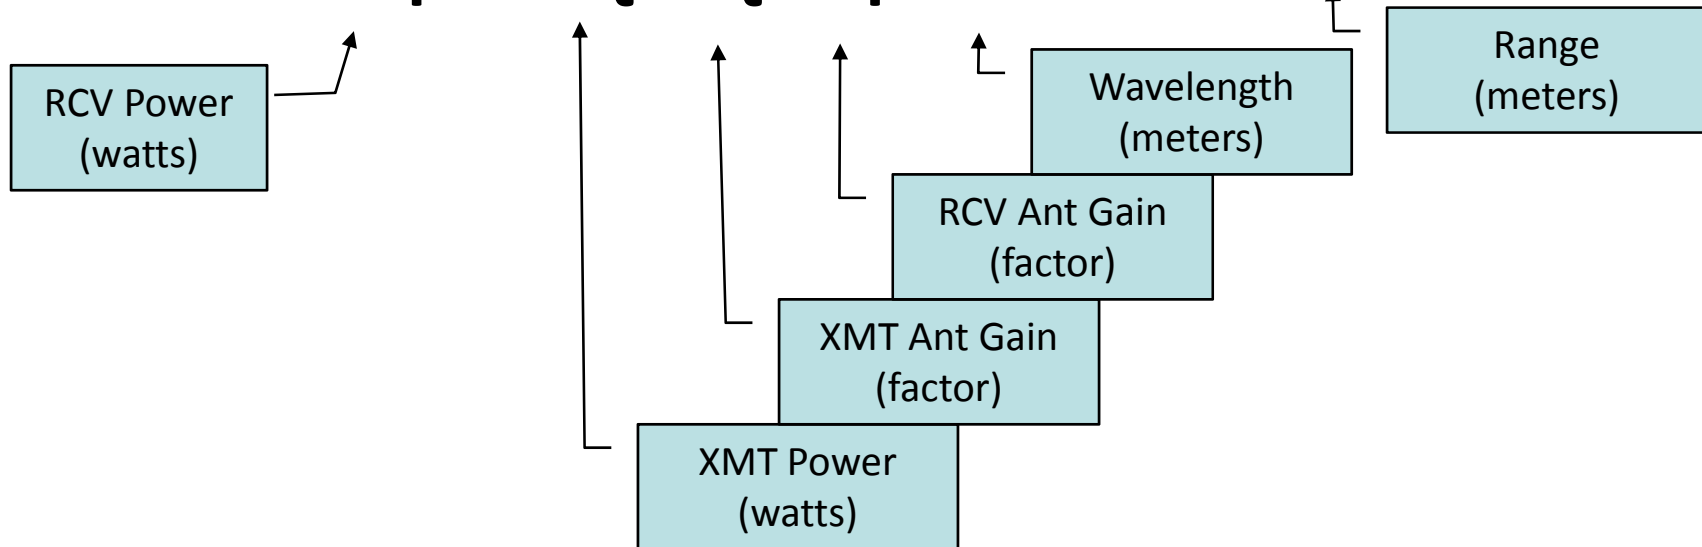 RCV Power
(watts)
Range
(meters)
Wavelength
(meters)
RCV Ant Gain
(factor)
XMT Ant Gain
(factor)
XMT Power
(watts)